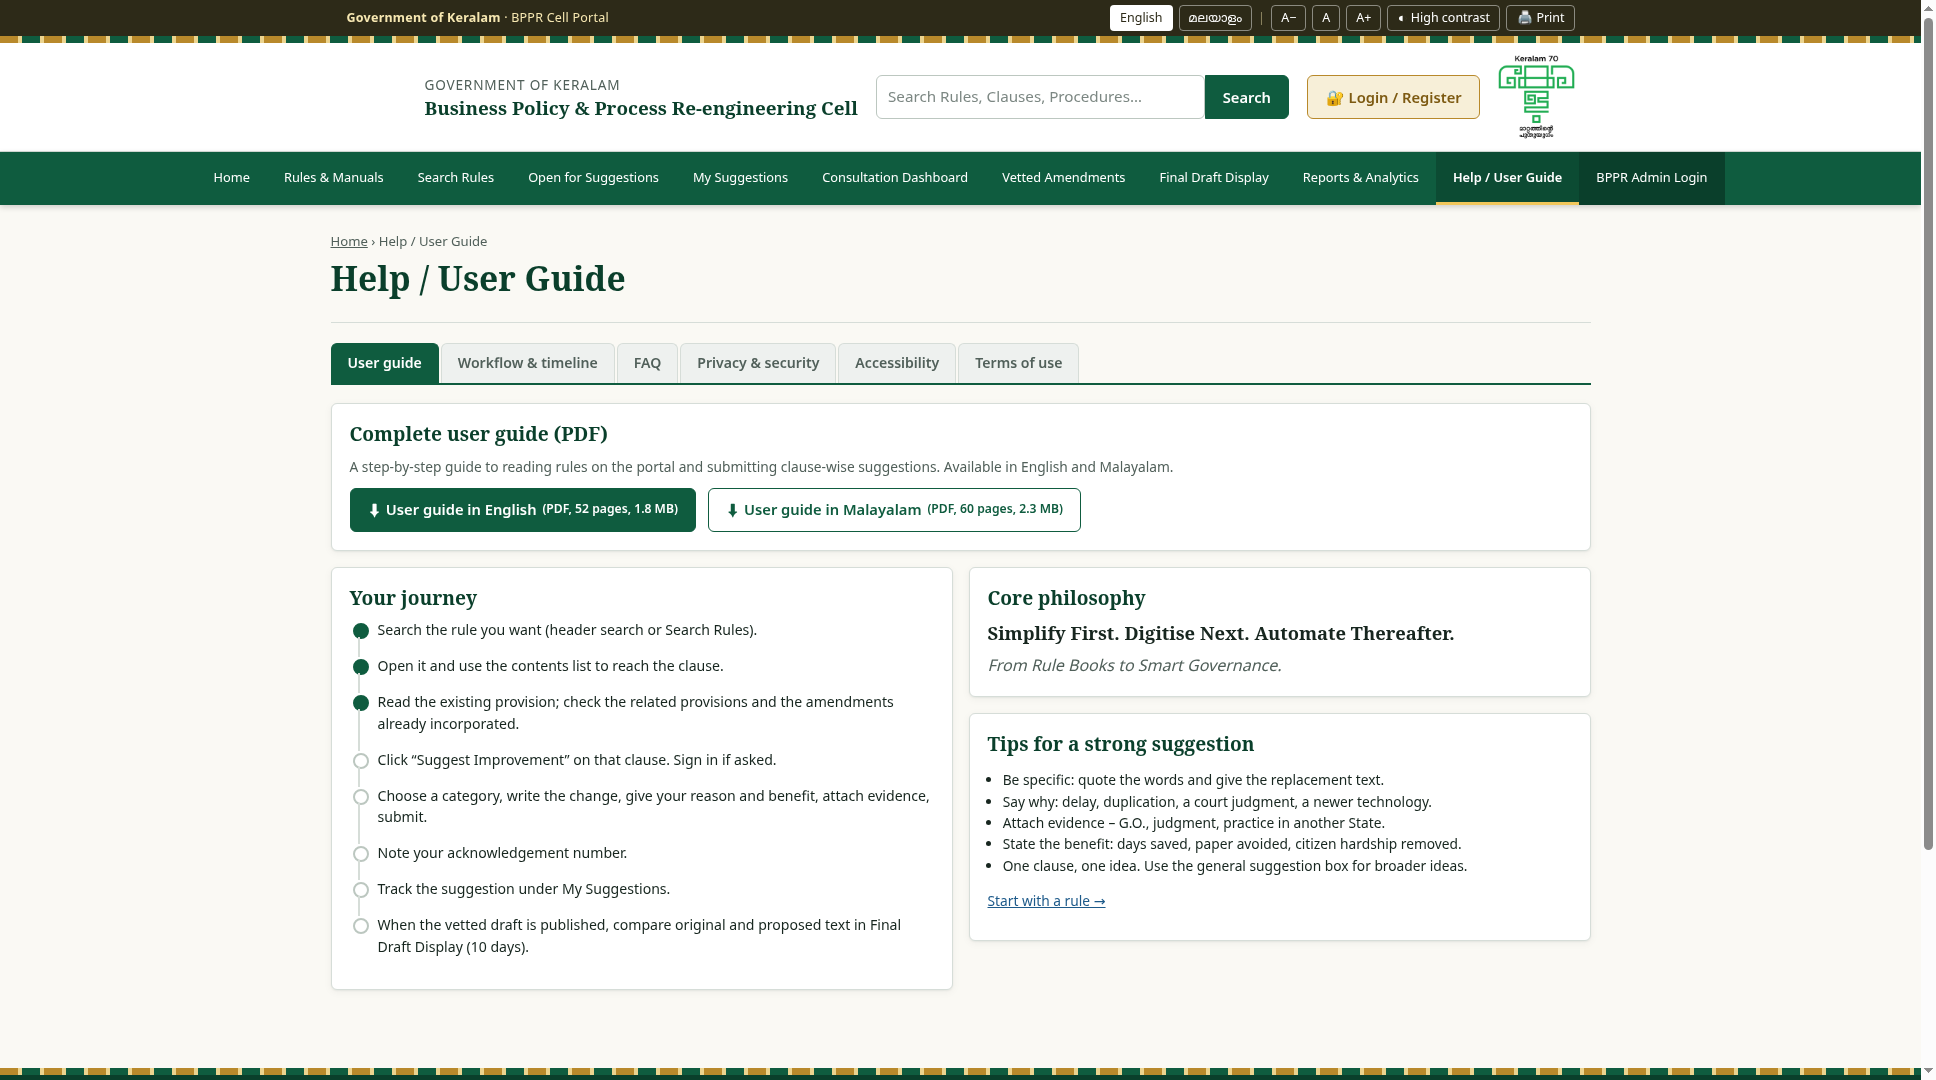 Government of Keralam · BPPR Cell Portal
English
മലയാളം
A−
A
A+
High contrast
Print
GOVERNMENT OF KERALAM
Business Policy & Process Re-engineering Cell
Search Rules, Clauses, Procedures...
Search
Login / Register
Keralam 70
മാറ്റത്തിന്റെ
പുതുയുഗം
Home
Rules & Manuals
Search Rules
Open for Suggestions
My Suggestions
Consultation Dashboard
Vetted Amendments
Final Draft Display
Reports & Analytics
Help / User Guide
BPPR Admin Login
Home › Help / User Guide
Help / User Guide
User guide
Workflow & timeline
FAQ
Privacy & security
Accessibility
Terms of use
Complete user guide (PDF)
A step-by-step guide to reading rules on the portal and submitting clause-wise suggestions. Available in English and Malayalam.
⬇ User guide in English (PDF, 52 pages, 1.8 MB)
⬇ User guide in Malayalam (PDF, 60 pages, 2.3 MB)
Your journey
Search the rule you want (header search or Search Rules).
Open it and use the contents list to reach the clause.
Read the existing provision; check the related provisions and the amendments
already incorporated.
Click “Suggest Improvement” on that clause. Sign in if asked.
Choose a category, write the change, give your reason and benefit, attach evidence,
submit.
Note your acknowledgement number.
Track the suggestion under My Suggestions.
When the vetted draft is published, compare original and proposed text in Final
Draft Display (10 days).
Core philosophy
Simplify First. Digitise Next. Automate Thereafter.
From Rule Books to Smart Governance.
Tips for a strong suggestion
• Be specific: quote the words and give the replacement text.
• Say why: delay, duplication, a court judgment, a newer technology.
• Attach evidence – G.O., judgment, practice in another State.
• State the benefit: days saved, paper avoided, citizen hardship removed.
• One clause, one idea. Use the general suggestion box for broader ideas.
Start with a rule →